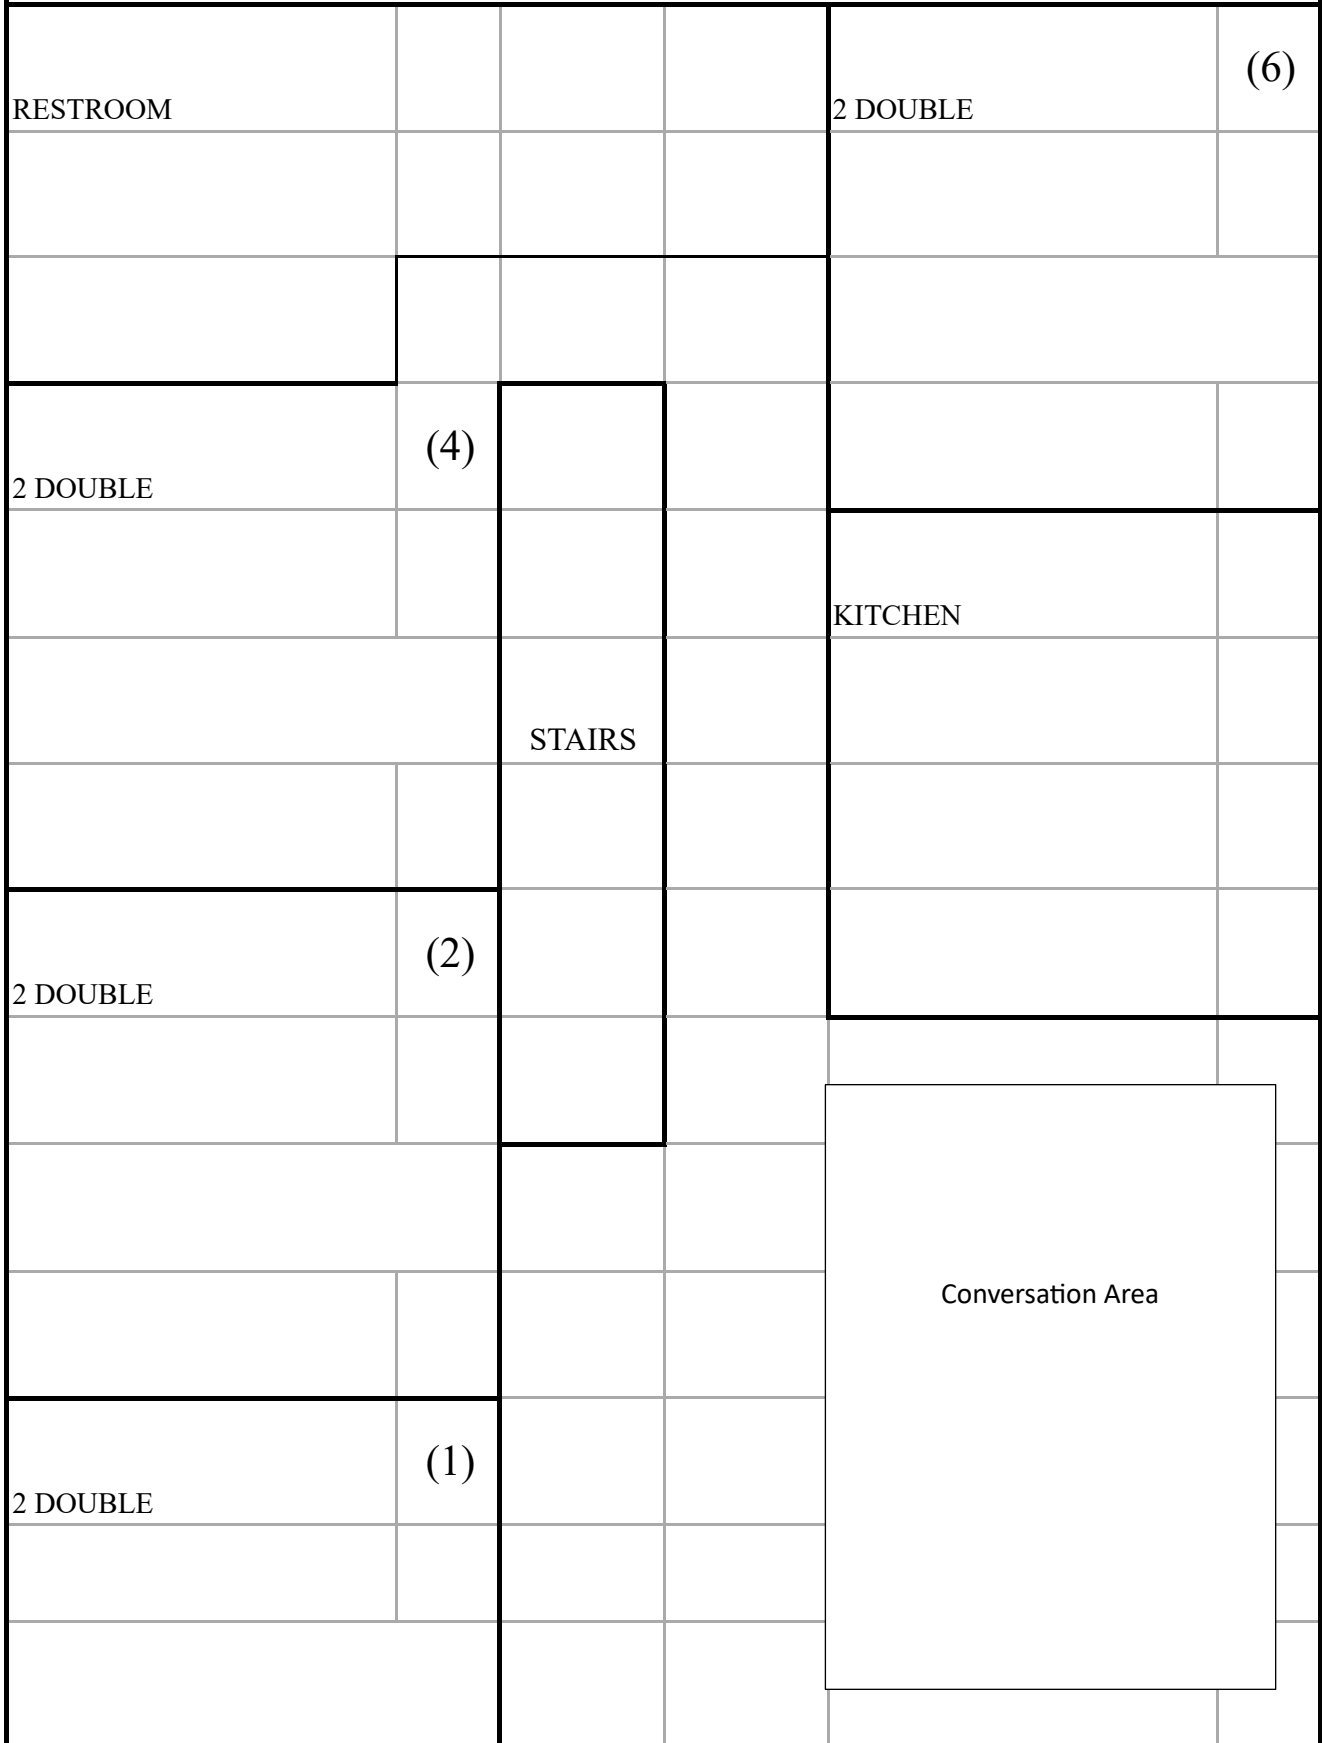 RESTROOM
2 DOUBLE
(6)
2 DOUBLE
(4)
KITCHEN
STAIRS
2 DOUBLE
(2)
Conversation Area
2 DOUBLE
(1)